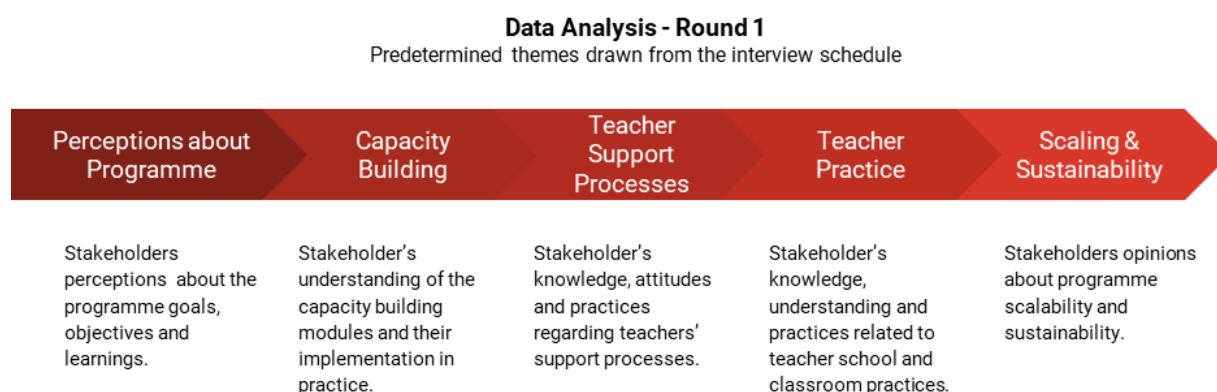 Data Analysis - Round 1
Predetermined themes drawn from the interview schedule
Perceptions about
Programme
Capacity
Building
Teacher
Support
Processes
Teacher
Practice
Scaling &
Sustainability
Stakeholders
perceptions about the
programme goals,
objectives and
learnings.
Stakeholder's
understanding of the
capacity building
modules and their
implementation in
practice.
Stakeholder's
knowledge, attitudes
and practices
regarding teachers'
support processes.
Stakeholder's
knowledge,
understanding and
practices related to
teacher school and
classroom practices.
Stakeholders opinions
about programme
scalability and
sustainability.